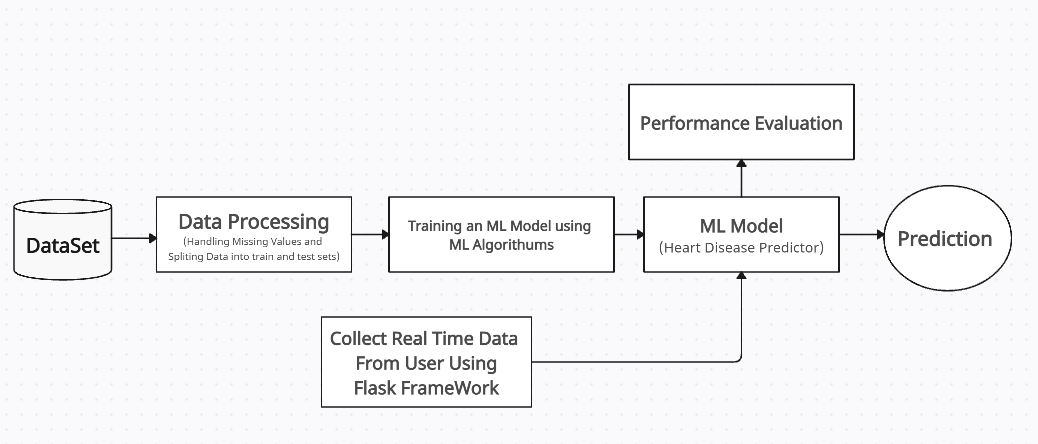 Performance Evaluation
DataSet
Data Processing
(Handling Missing Values and
Spliting Data into train and test sets)
Training an ML Model using
ML Algorithums
ML Model
(Heart Disease Predictor)
Prediction
Collect Real Time Data
From User Using
Flask FrameWork